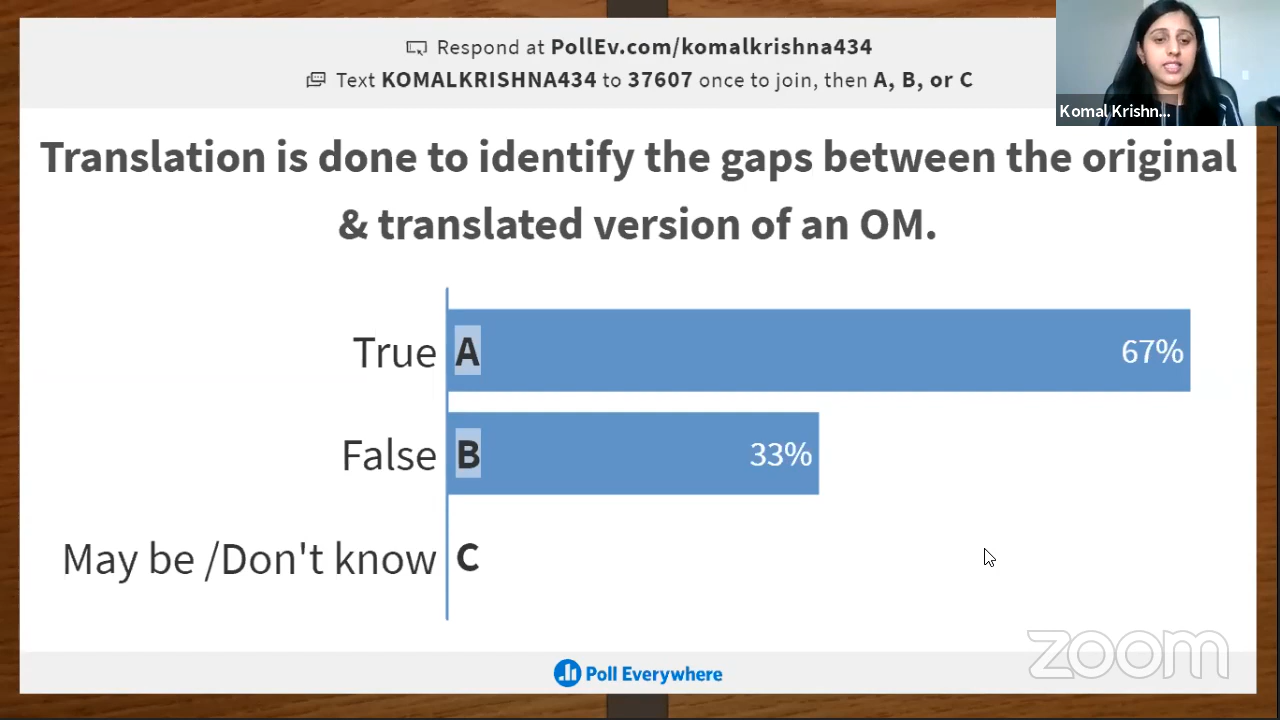 Respond at PollEv.com/komalkrishna434
Text KOMALKRISHNA434 to 37607 once to join, then A, B, or C
Komal Krishn...
Translation is done to identify the gaps between the original
& translated version of an OM.
True A 67%
False B 33%
May be /Don't know C
zoom
Poll Everywhere